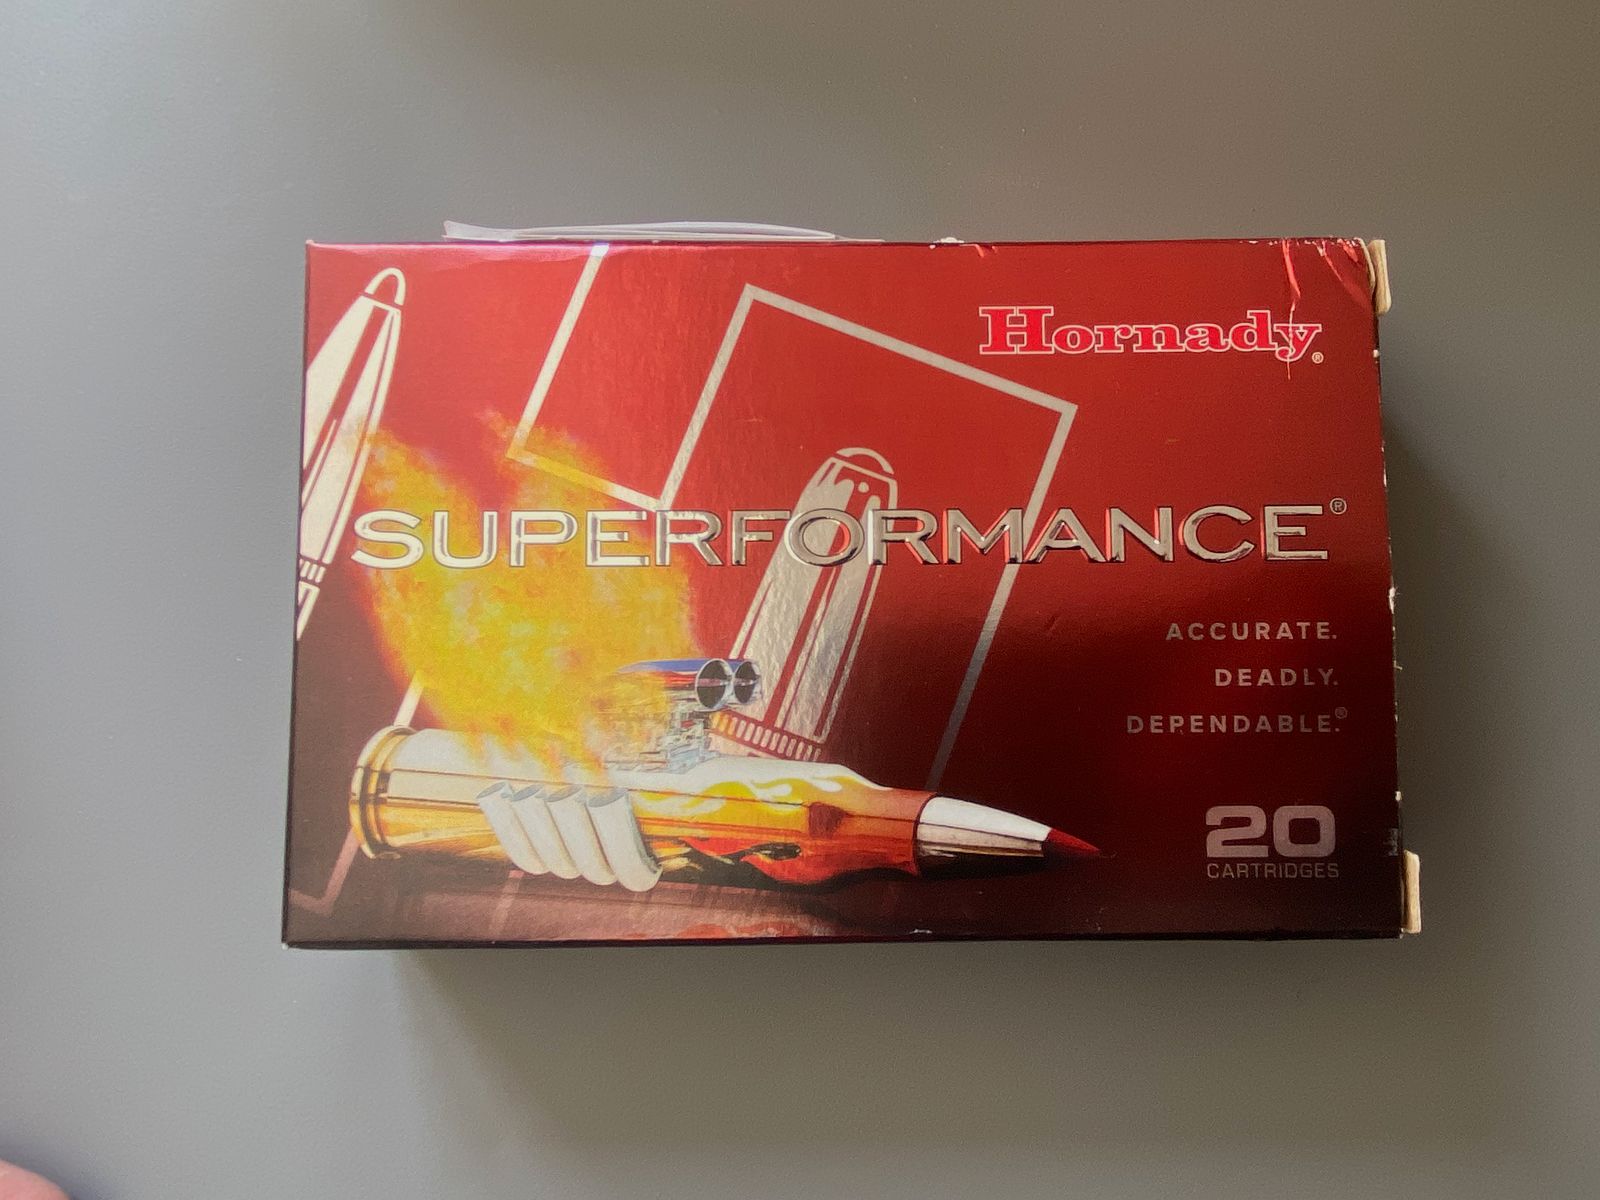 Hornady®
SUPERFORMANCE®
ACCURATE.
DEADLY.
DEPENDABLE.®
20
CARTRIDGES